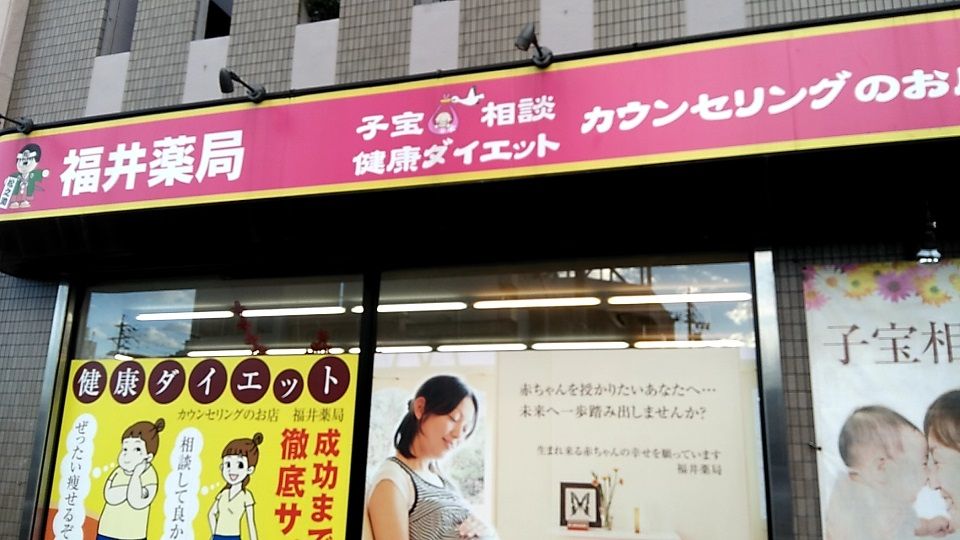 福井薬局
子宝相談
健康ダイエット
カウンセリングのお
健康ダイエット
カウンセリングのお店 福井薬局
ぜったい痩せるぞ
相談して良か
成功まで
徹底サ
赤ちゃんを授かりたいあなたへ…
未来へ一歩踏み出しませんか?
生まれ来る赤ちゃんの幸せを願っています
福井薬局
子宝相